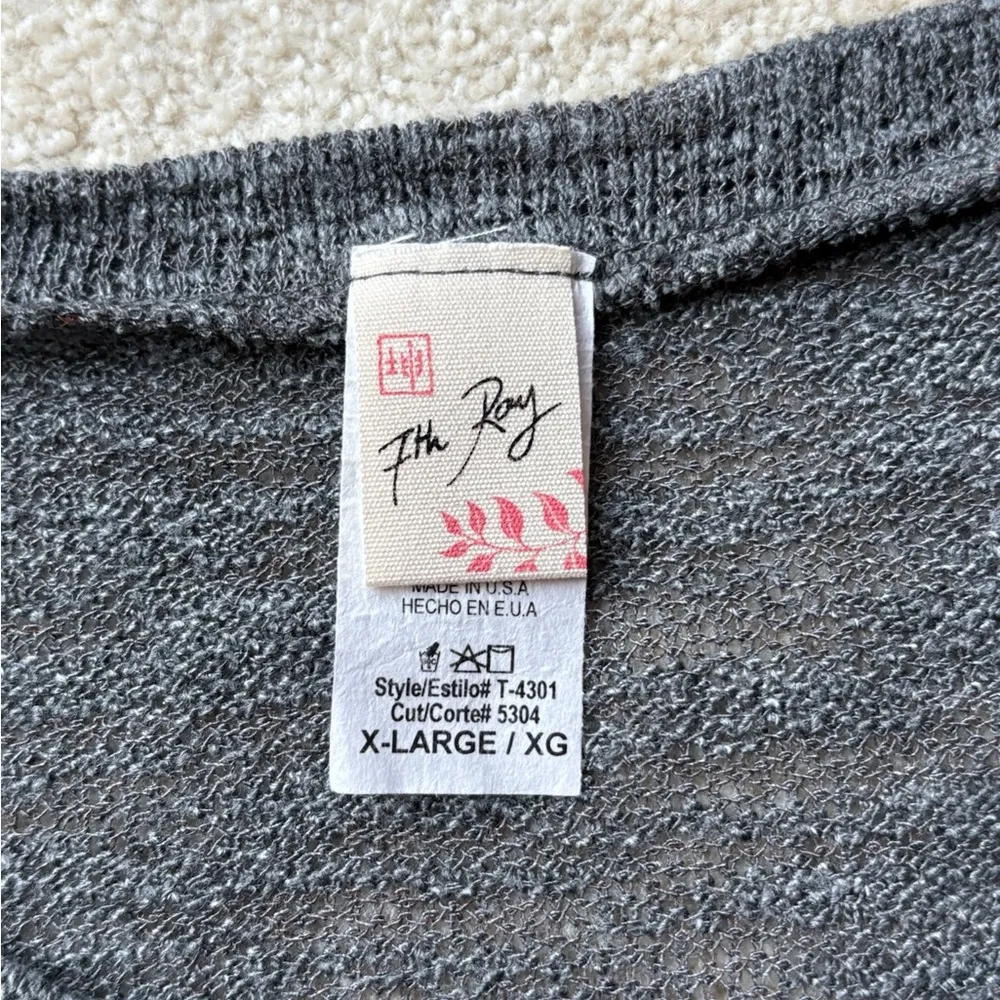 7th Ray
MADE IN U.S.A
HECHO EN E.U.A
Style/Estilo# T-4301
Cut/Corte# 5304
X-LARGE / XG